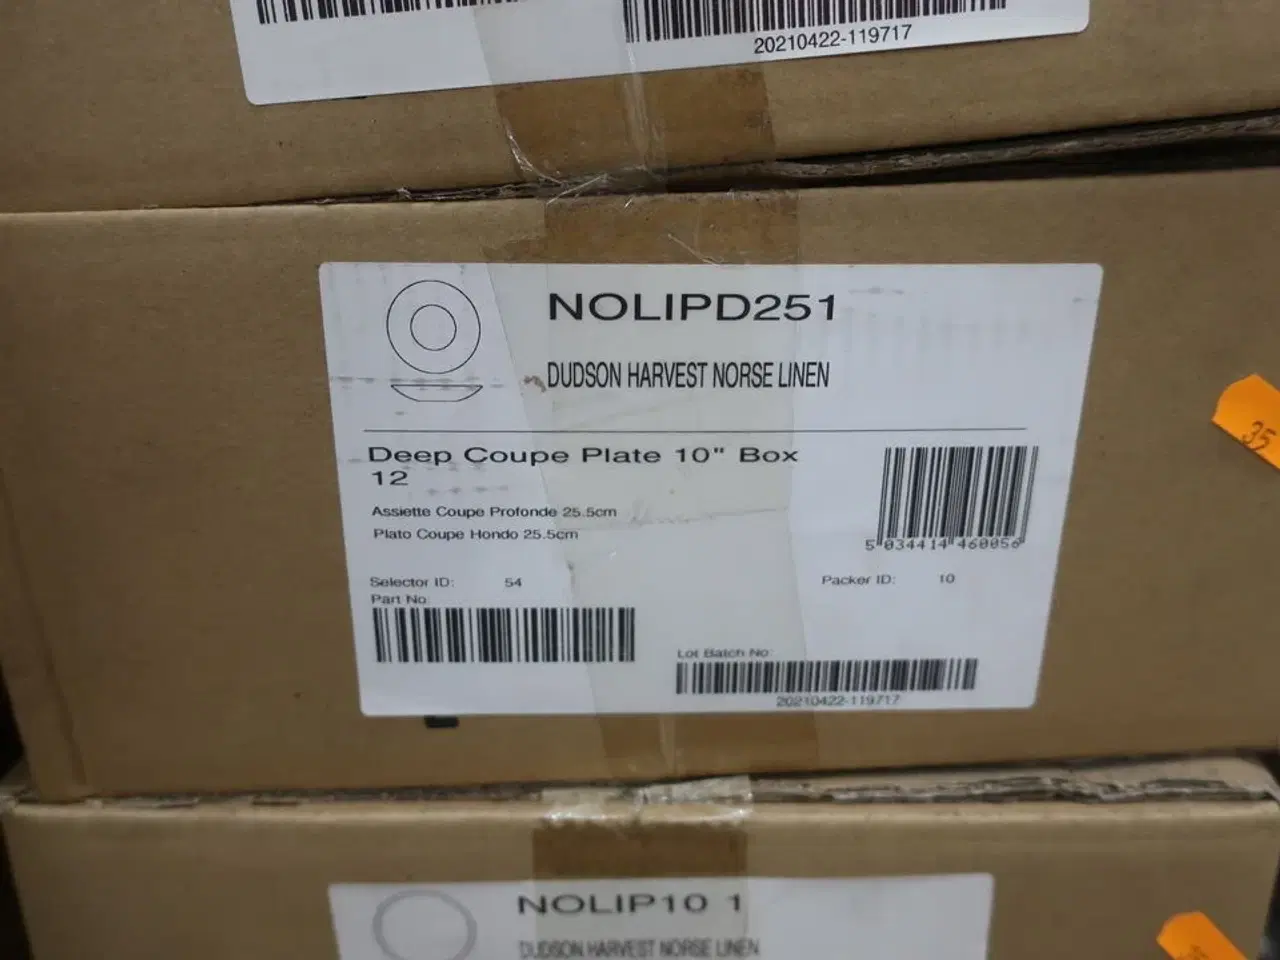 20210422-119717
NOLIPD251
DUDSON HARVEST NORSE LINEN
Deep Coupe Plate 10" Box
12
Assiette Coupe Profonde 25.5cm
Plato Coupe Hondo 25.5cm
5 034414 460056
Selector ID: 54
Packer ID: 10
Part No:
Lot Batch No:
20210422-119717
35
NOLIP10 1
DUDSON HARVEST NORSE LINEN